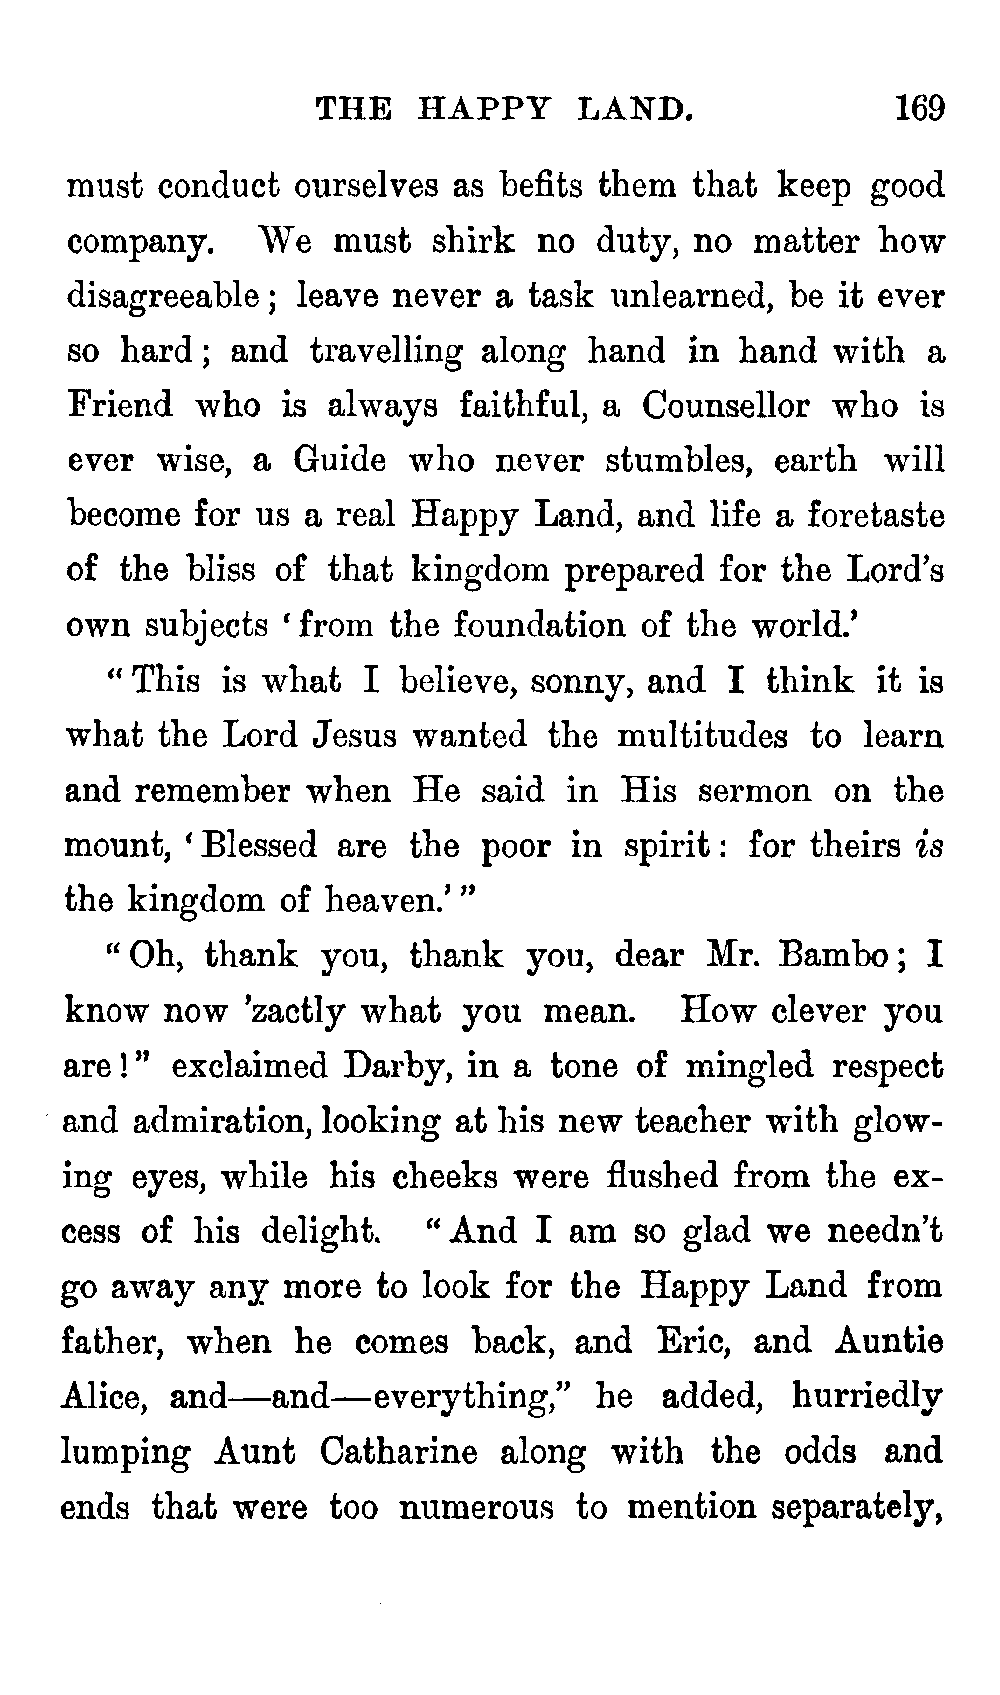 THE HAPPY LAND. 169
must conduct ourselves as befits them that keep good
company. We must shirk no duty, no matter how
disagreeable; leave never a task unlearned, be it ever
so hard; and travelling along hand in hand with a
Friend who is always faithful, a Counsellor who is
ever wise, a Guide who never stumbles, earth will
become for us a real Happy Land, and life a foretaste
of the bliss of that kingdom prepared for the Lord's
own subjects ‘from the foundation of the world.’
“This is what I believe, sonny, and I think it is
what the Lord Jesus wanted the multitudes to learn
and remember when He said in His sermon on the
mount, ‘Blessed are the poor in spirit: for theirs is
the kingdom of heaven.’”
“Oh, thank you, thank you, dear Mr. Bambo; I
know now ’zactly what you mean. How clever you
are!” exclaimed Darby, in a tone of mingled respect
and admiration, looking at his new teacher with glow-
ing eyes, while his cheeks were flushed from the ex-
cess of his delight. “And I am so glad we needn’t
go away any more to look for the Happy Land from
father, when he comes back, and Eric, and Auntie
Alice, and—and—everything,” he added, hurriedly
lumping Aunt Catharine along with the odds and
ends that were too numerous to mention separately,